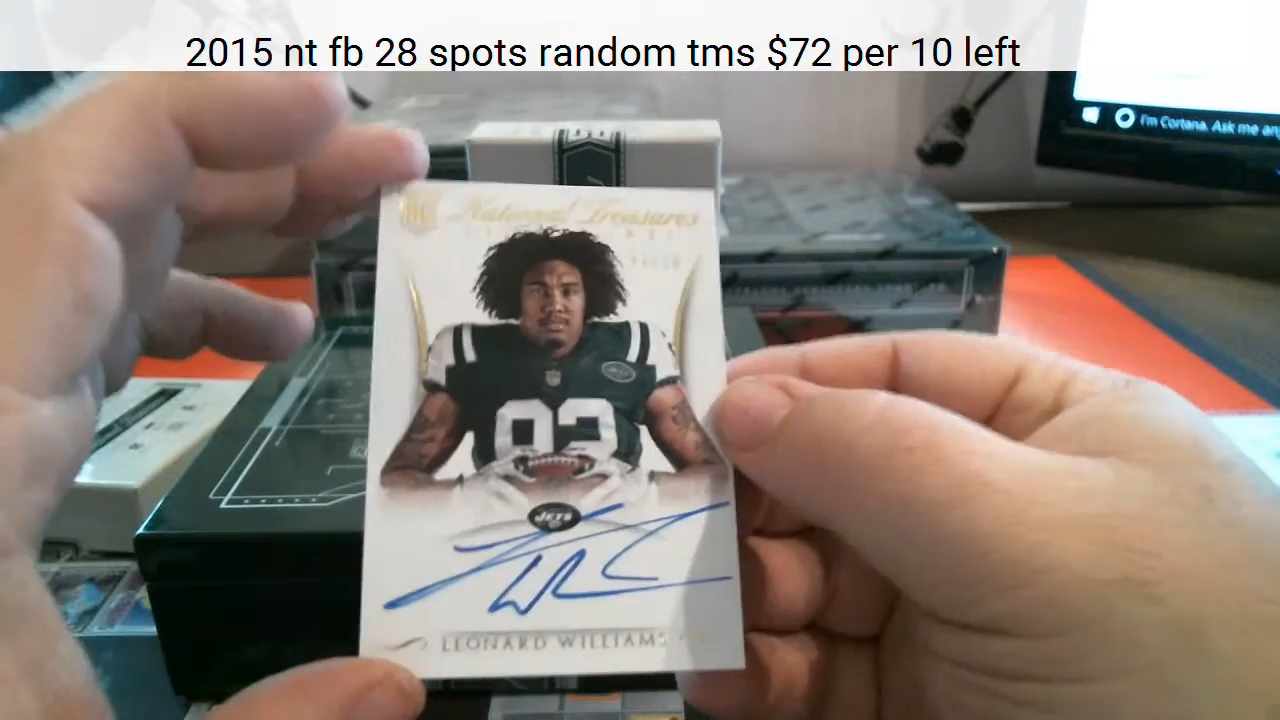 2015 nt fb 28 spots random tms $72 per 10 left
I'm Cortana. Ask me an
National Treasures
92
JETS
LEONARD WILLIAMS